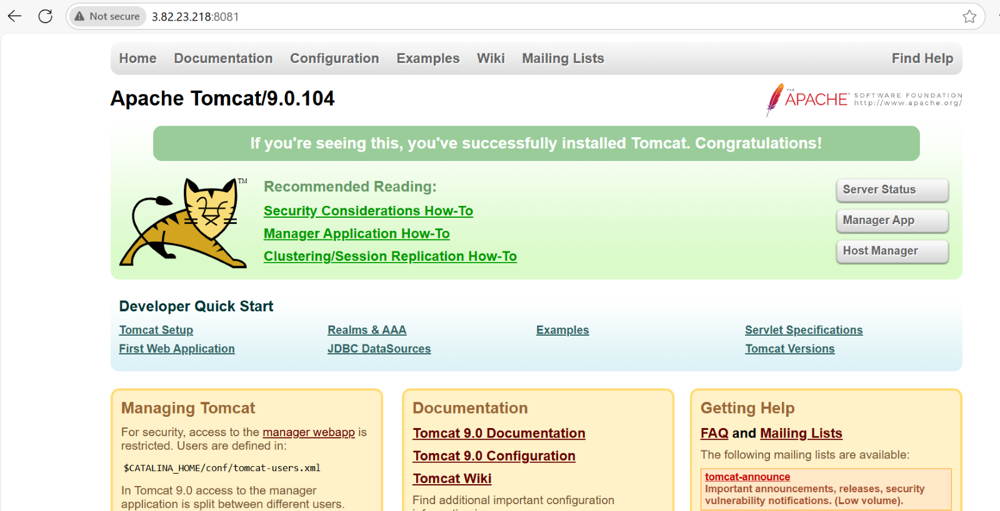 Not secure 3.82.23.218:8081
Home Documentation Configuration Examples Wiki Mailing Lists Find Help
Apache Tomcat/9.0.104
THE APACHE SOFTWARE FOUNDATION
http://www.apache.org/
If you're seeing this, you've successfully installed Tomcat. Congratulations!
TM
Recommended Reading:
Security Considerations How-To
Manager Application How-To
Clustering/Session Replication How-To
Server Status
Manager App
Host Manager
Developer Quick Start
Tomcat Setup
First Web Application
Realms & AAA
JDBC DataSources
Examples
Servlet Specifications
Tomcat Versions
Managing Tomcat
For security, access to the manager webapp is
restricted. Users are defined in:
$CATALINA_HOME/conf/tomcat-users.xml
In Tomcat 9.0 access to the manager
application is split between different users.
Documentation
Tomcat 9.0 Documentation
Tomcat 9.0 Configuration
Tomcat Wiki
Find additional important configuration
Getting Help
FAQ and Mailing Lists
The following mailing lists are available:
tomcat-announce
Important announcements, releases, security
vulnerability notifications. (Low volume).